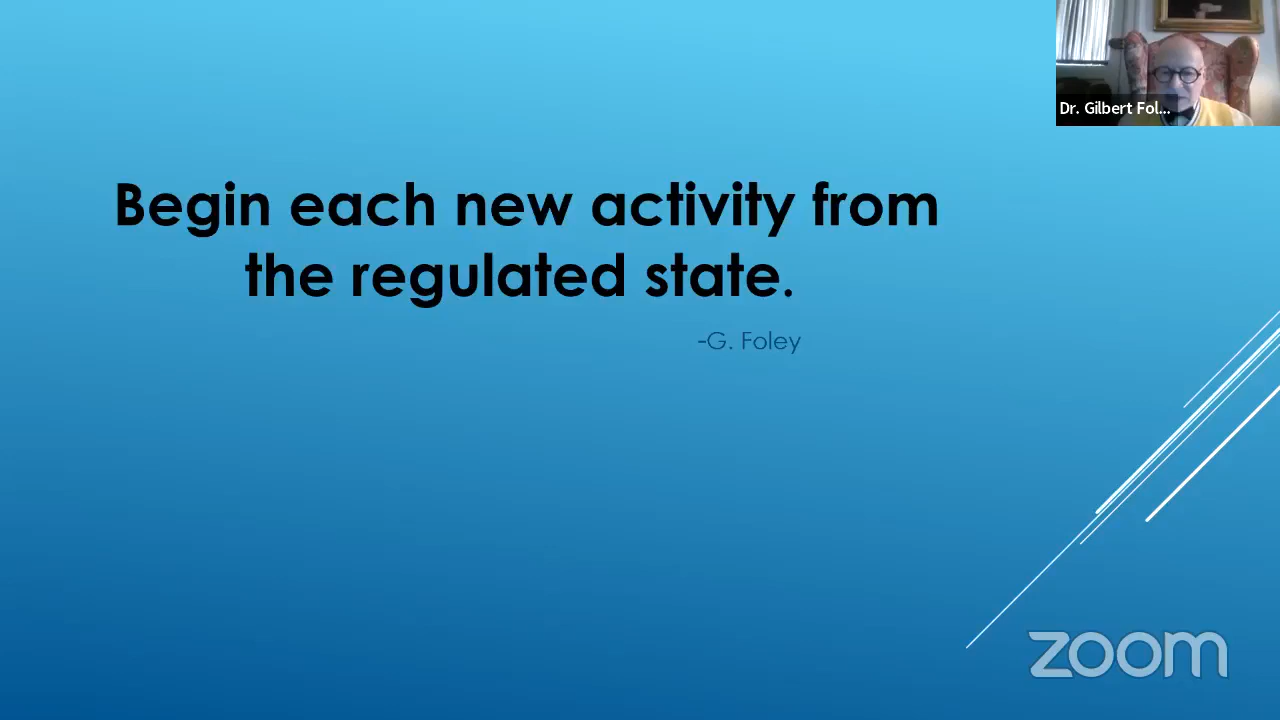 Dr. Gilbert Fol...
Begin each new activity from
the regulated state.
-G. Foley
zoom